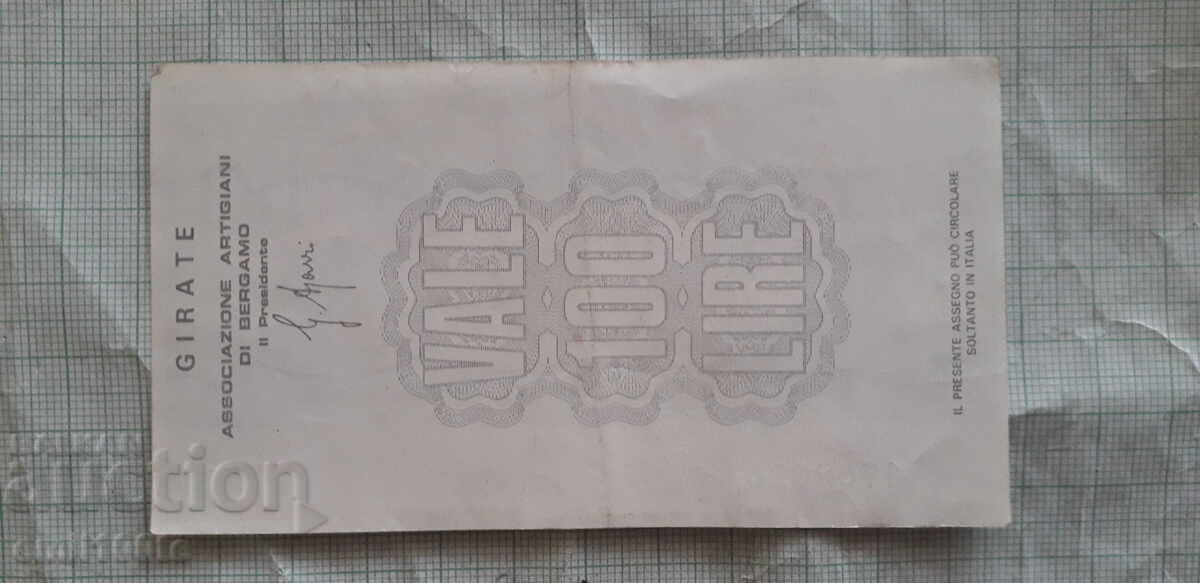 GIRATE
ASSOCIAZIONE ARTIGIANI
DI BERGAMO
Il Presidente
VALE
100
LIRE
IL PRESENTE ASSEGNO PUÒ CIRCOLARE
SOLTANTO IN ITALIA
auction